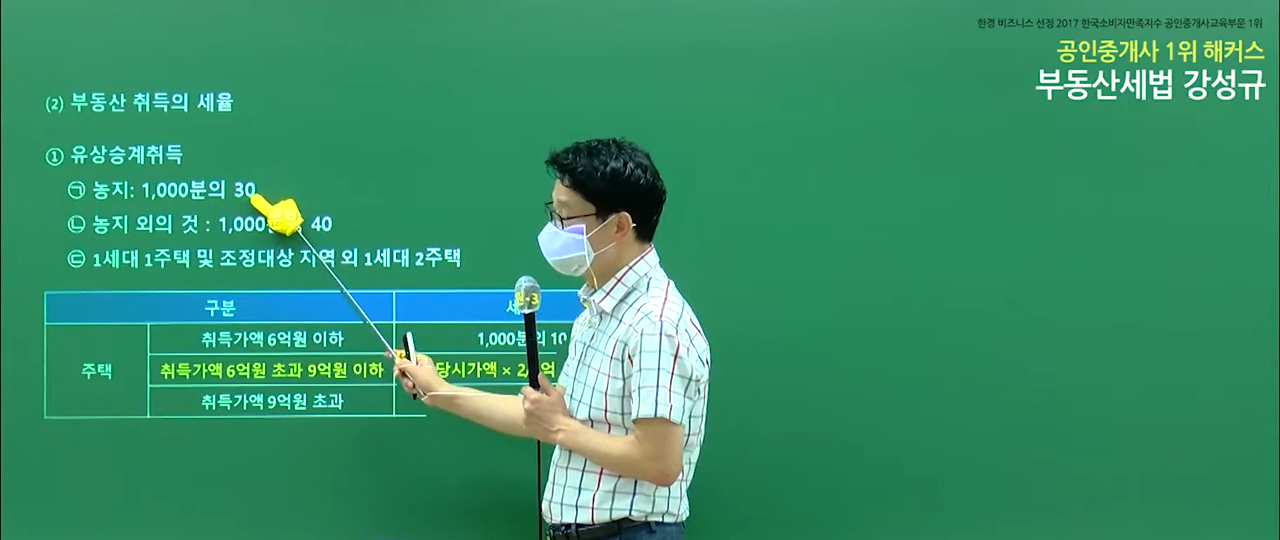 한경 비즈니스 선정 2017 한국소비자만족지수 공인중개사교육부문 1위
공인중개사 1위 해커스
부동산세법 강성규
(2) 부동산 취득의 세율
① 유상승계취득
㉠ 농지: 1,000분의 30
㉡ 농지 외의 것 : 1,000 40
㉢ 1세대 1주택 및 조정대상 지역 외 1세대 2주택
구분
주택
취득가액 6억원 이하 1,000분의 10
취득가액 6억원 초과 9억원 이하 당시가액 ×
취득가액 9억원 초과